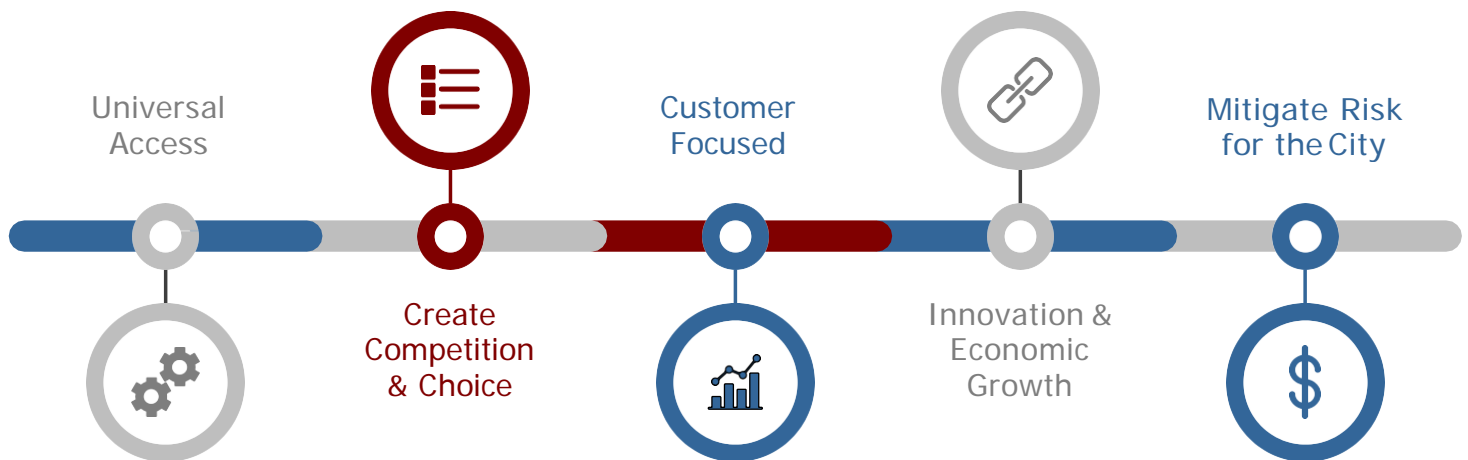 Universal
Access
Create
Competition
& Choice
Customer
Focused
Innovation &
Economic
Growth
Mitigate Risk
for the City